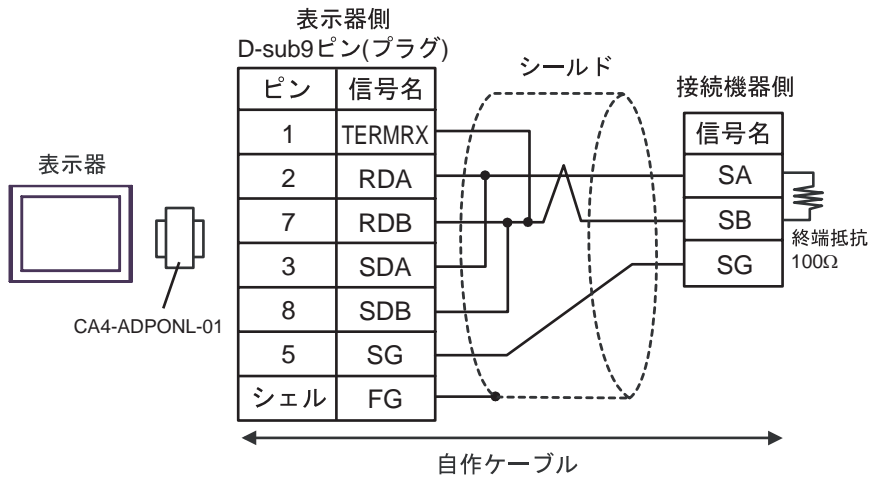 表示器側
D-sub9ピン(プラグ)
シールド
接続機器側
ピン 信号名
1 TERMRX
2 RDA
7 RDB
3 SDA
8 SDB
5 SG
シェル FG
信号名
SA
SB
SG
終端抵抗
100Ω
表示器
CA4-ADPONL-01
自作ケーブル